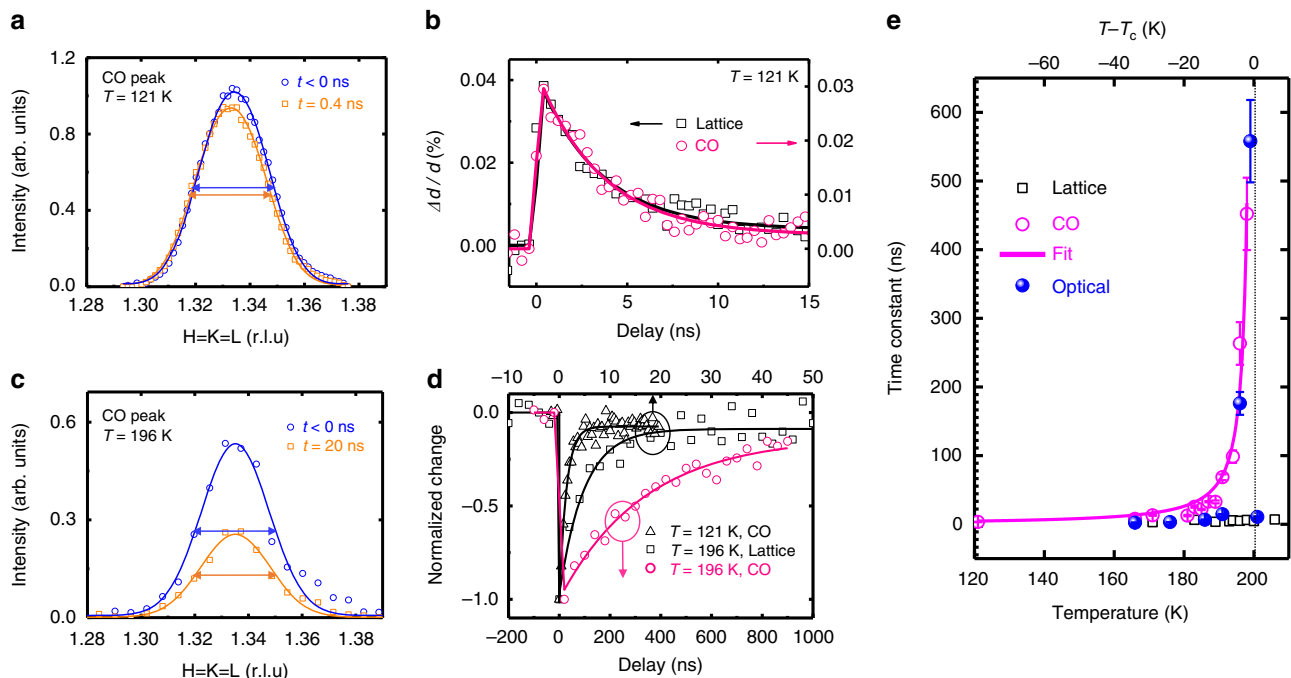 a
CO peak
T = 121 K
t < 0 ns
t = 0.4 ns
Intensity (arb. units)
1.2
0.9
0.6
0.3
0.0
1.28 1.30 1.32 1.34 1.36 1.38
H=K=L (r.l.u)
b
T = 121 K
Lattice
CO
Δd / d (%)
0.04
0.02
0.00
0.03
0.02
0.01
0.00
0 5 10 15
Delay (ns)
c
CO peak
T = 196 K
t < 0 ns
t = 20 ns
Intensity (arb. units)
0.6
0.3
0.0
1.28 1.30 1.32 1.34 1.36 1.38
H=K=L (r.l.u)
d
−10 0 10 20 30 40 50
Normalized change
0.0
−0.5
−1.0
T = 121 K, CO
T = 196 K, Lattice
T = 196 K, CO
−200 0 200 400 600 800 1000
Delay (ns)
e
T−Tc (K)
−60 −40 −20 0
Time constant (ns)
600
500
400
300
200
100
0
Lattice
CO
Fit
Optical
120 140 160 180 200
Temperature (K)